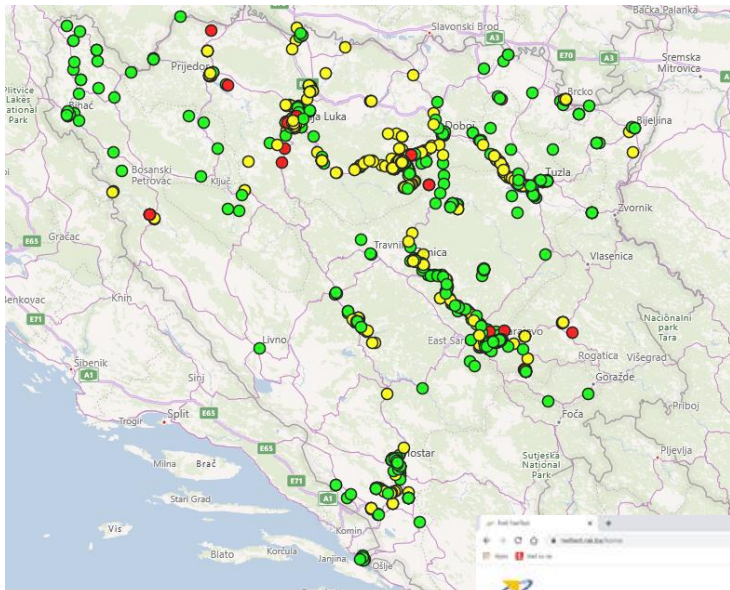 Bačka Palanka
Slavonski Brod
A3
E70
A3
Sremska
Mitrovica
Prijedor
Plitvice
Lakes
National
Park
Bihać
Brcko
Luka
Doboj
Bijeljina
Bosanski
Petrovac
Ključ
Tuzla
Zvornik
E65
Gračac
Travnik
Vlasenica
Knin
Benkovac
E71
Nacionalni
park
Tara
Livno
East
Rogatica
Višegrad
Šibenik
A1
Sinj
Goražde
Foča
Priboj
Trogir
Split
E65
Mostar
Sutjeska
National
Park
Pljevlja
Milna
Brač
E71
Stari Grad
A1
Vis
Komin
Blato
Korčula
Janjina
Ošlje